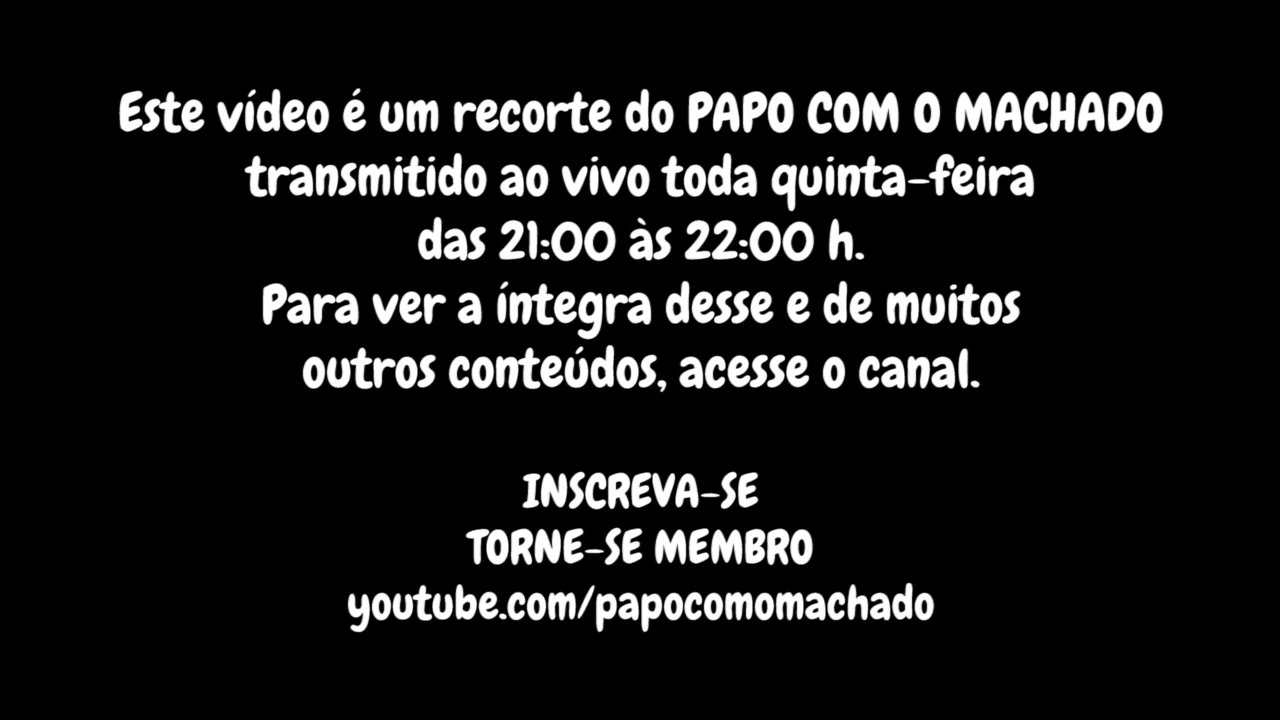 Este vídeo é um recorte do PAPO COM O MACHADO
transmitido ao vivo toda quinta-feira
das 21:00 às 22:00 h.
Para ver a íntegra desse e de muitos
outros conteúdos, acesse o canal.
INSCREVA-SE
TORNE-SE MEMBRO
youtube.com/papocomomachado